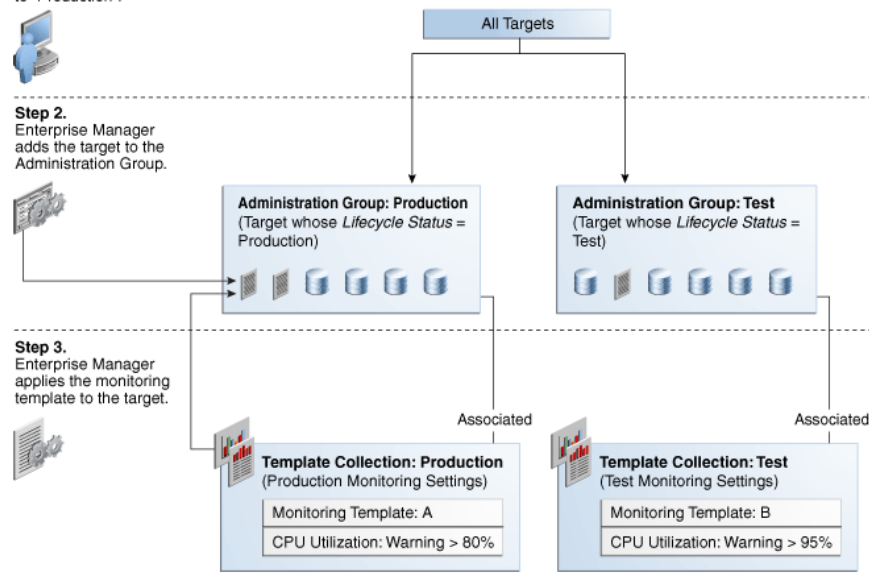 to "Production".
All Targets
Step 2.
Enterprise Manager
adds the target to the
Administration Group.
Administration Group: Production
(Target whose Lifecycle Status =
Production)
Administration Group: Test
(Target whose Lifecycle Status =
Test)
Step 3.
Enterprise Manager
applies the monitoring
template to the target.
Associated
Associated
Template Collection: Production
(Production Monitoring Settings)
Monitoring Template: A
CPU Utilization: Warning > 80%
Template Collection: Test
(Test Monitoring Settings)
Monitoring Template: B
CPU Utilization: Warning > 95%